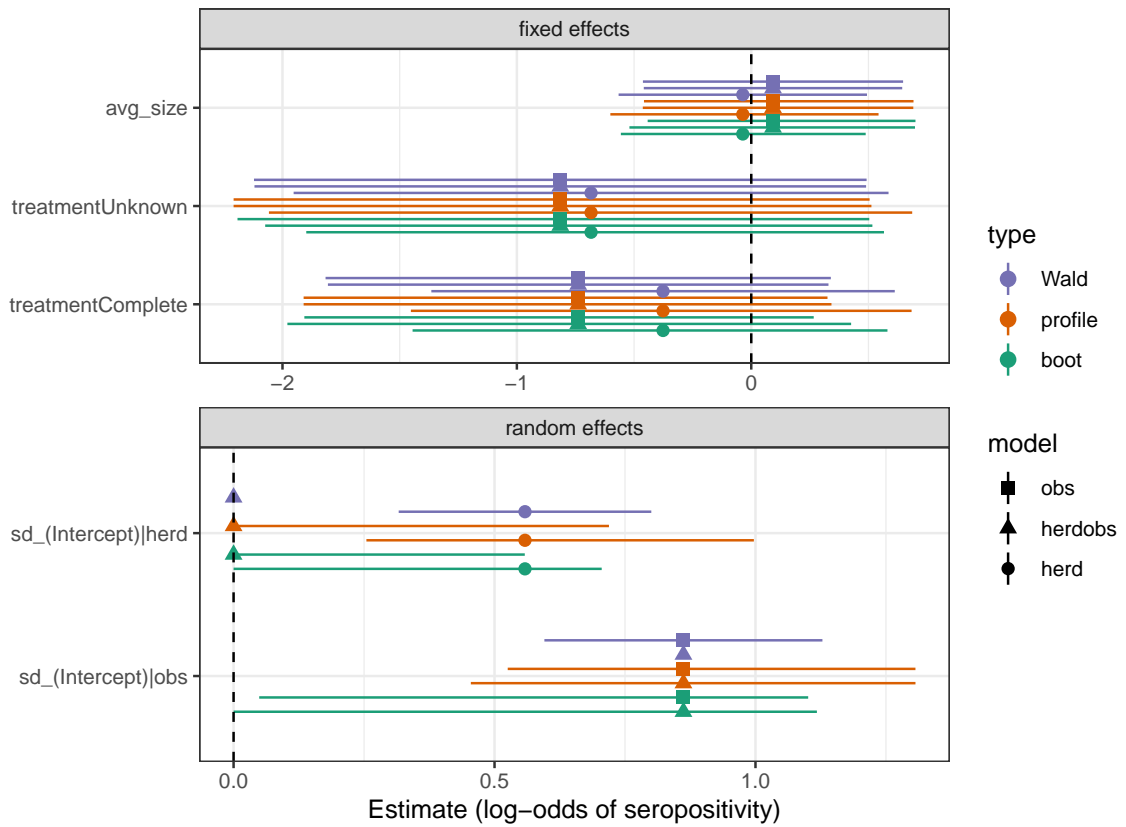 fixed effects
avg_size
treatmentUnknown
treatmentComplete
−2 −1 0
random effects
sd_(Intercept)|herd
sd_(Intercept)|obs
0.0 0.5 1.0
Estimate (log−odds of seropositivity)
type
Wald
profile
boot
model
obs
herdobs
herd